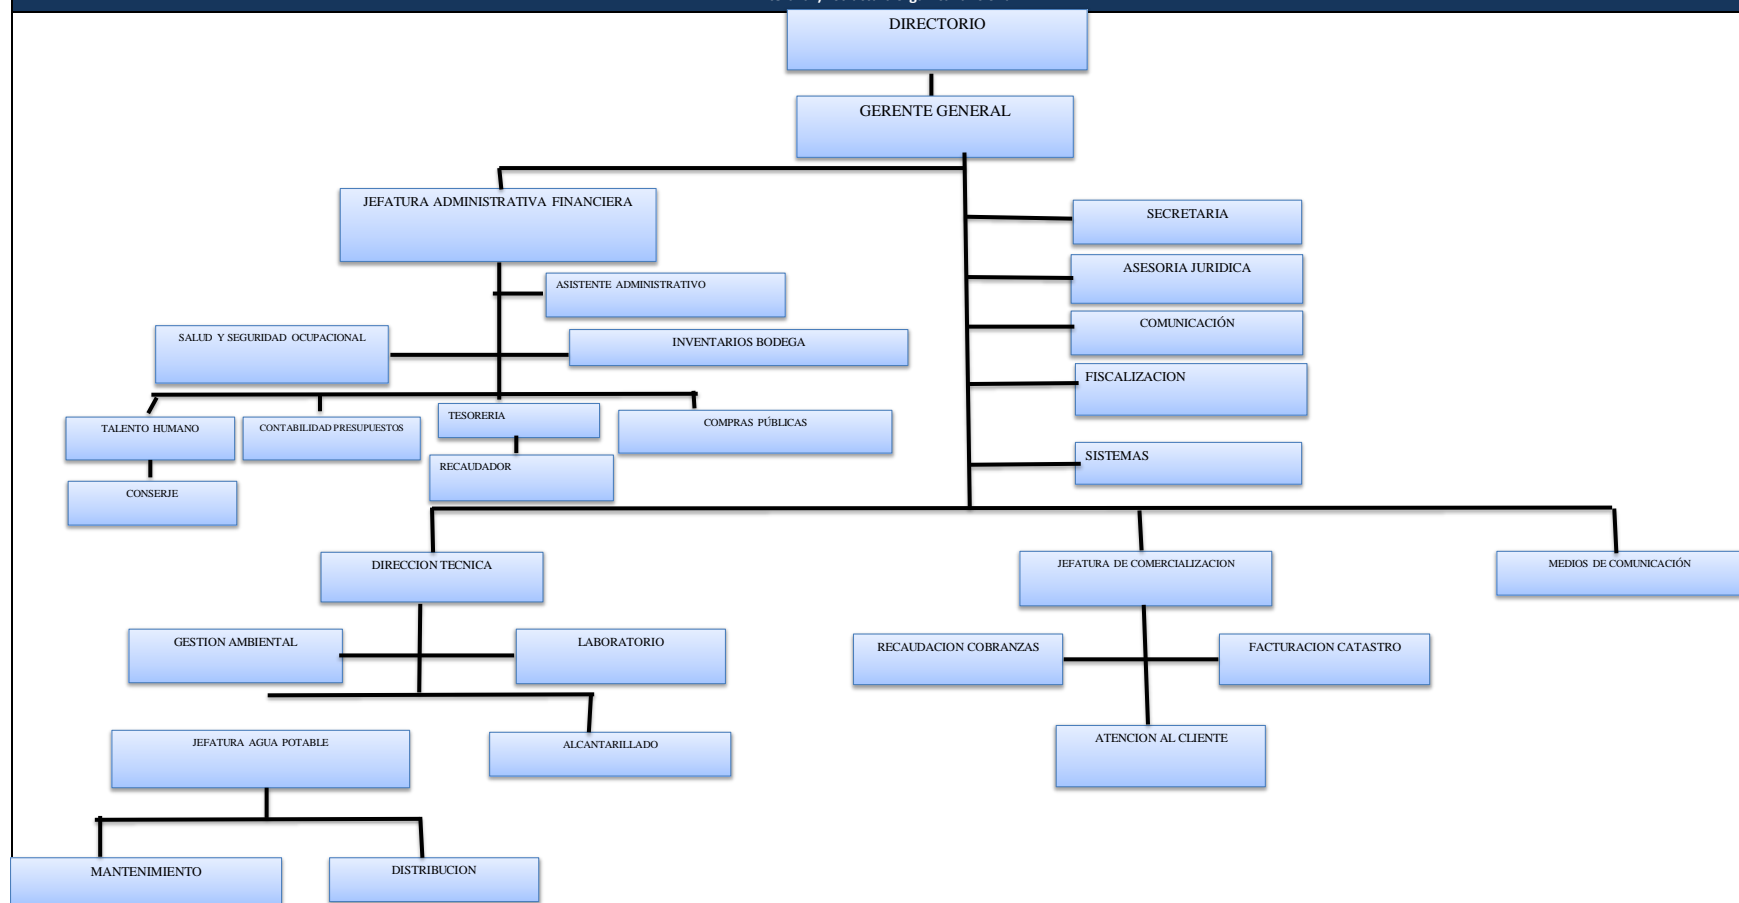 DIRECTORIO
GERENTE GENERAL
JEFATURA ADMINISTRATIVA FINANCIERA
SECRETARIA
ASESORIA JURIDICA
ASISTENTE ADMINISTRATIVO
COMUNICACIÓN
SALUD Y SEGURIDAD OCUPACIONAL
INVENTARIOS BODEGA
FISCALIZACION
TALENTO HUMANO
CONTABILIDAD PRESUPUESTOS
TESORERIA
COMPRAS PÚBLICAS
RECAUDADOR
SISTEMAS
CONSERJE
DIRECCION TECNICA
JEFATURA DE COMERCIALIZACION
MEDIOS DE COMUNICACIÓN
GESTION AMBIENTAL
LABORATORIO
RECAUDACION COBRANZAS
FACTURACION CATASTRO
JEFATURA AGUA POTABLE
ALCANTARILLADO
ATENCION AL CLIENTE
MANTENIMIENTO
DISTRIBUCION